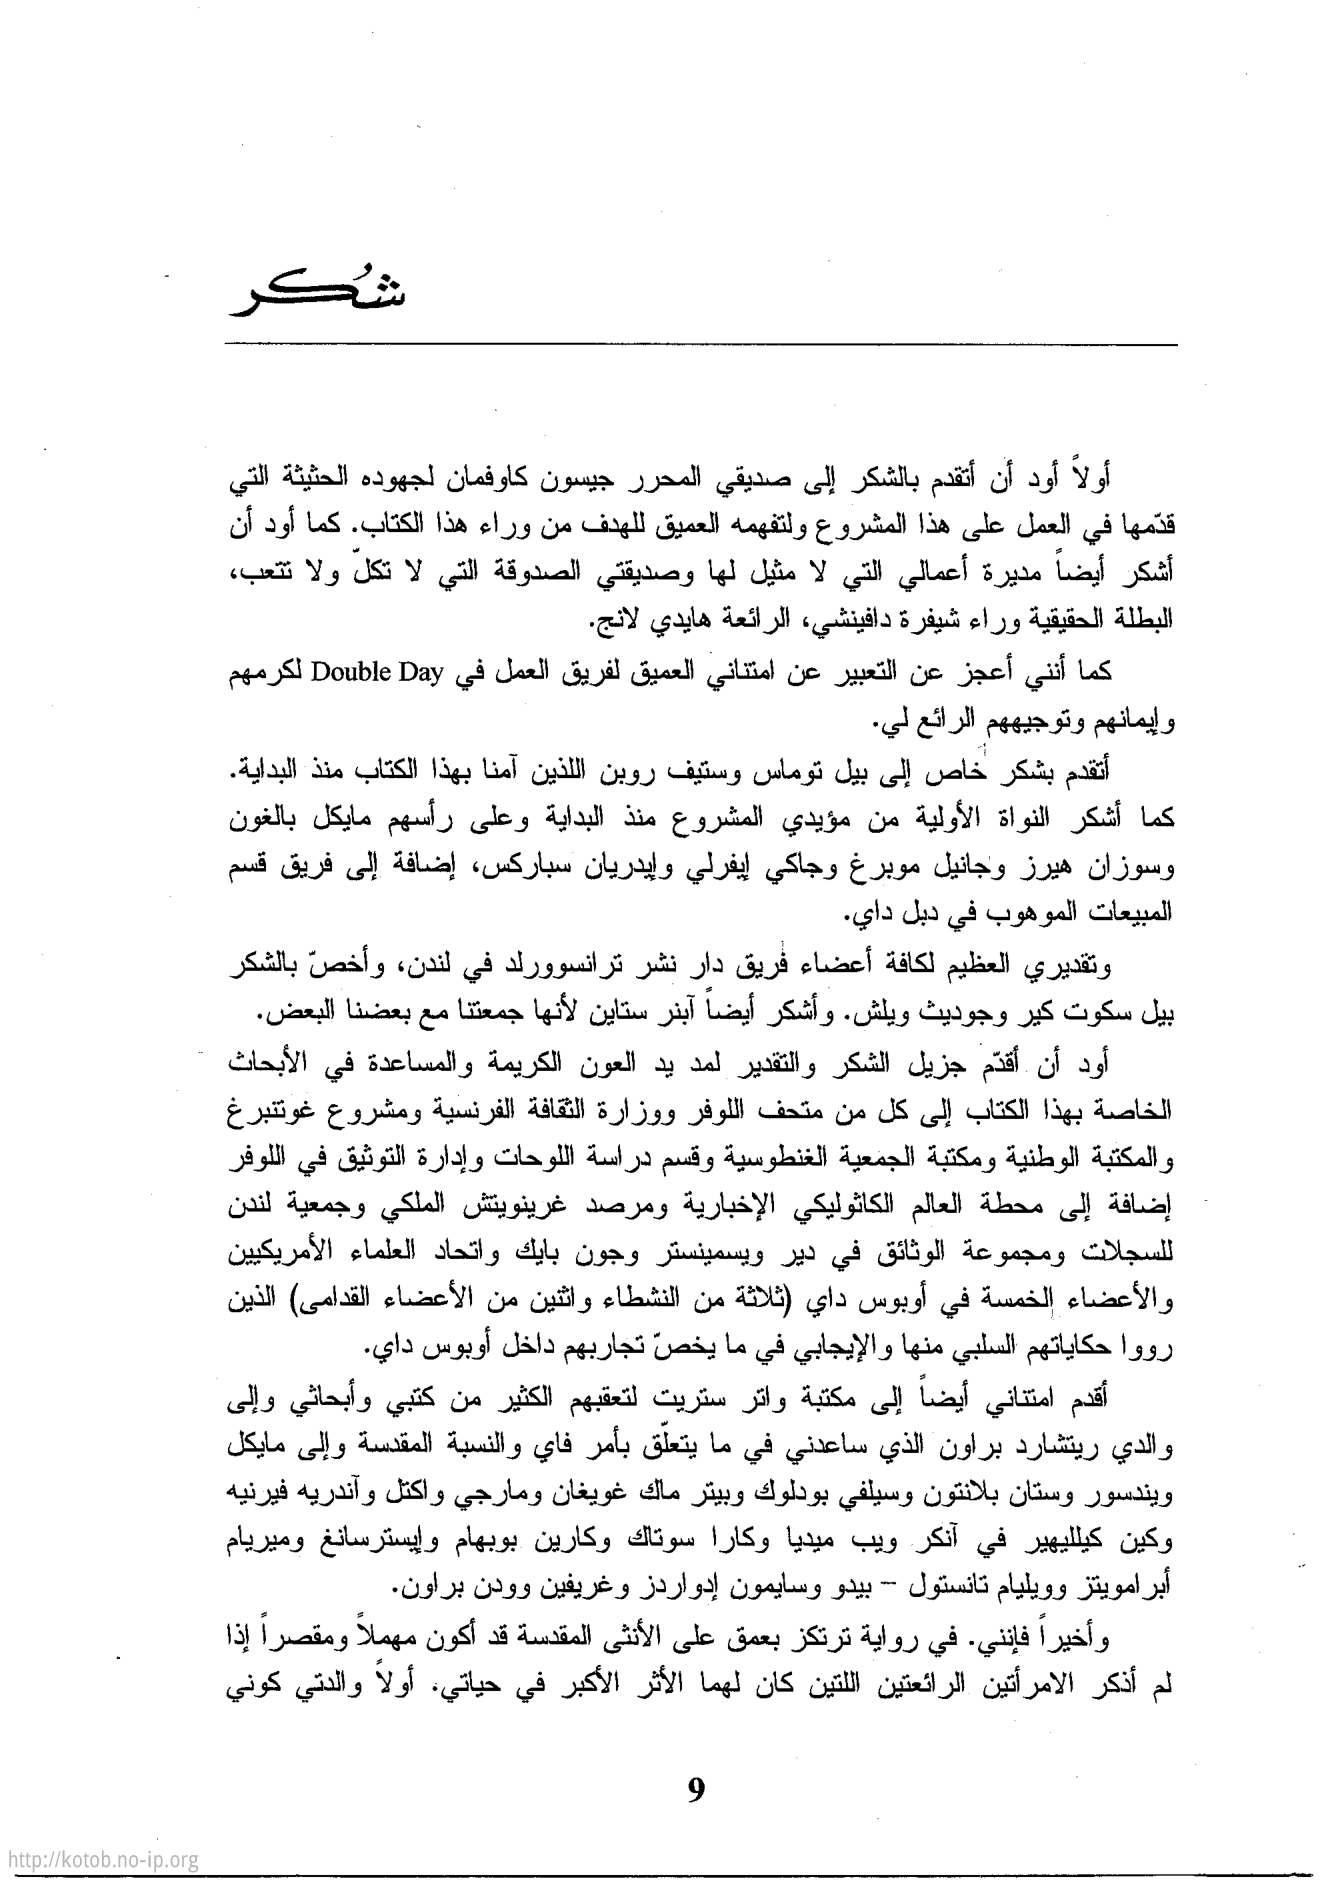 شُكر
أولاً أود أن أتقدم بالشكر إلى صديقي المحرر جيسون كاوفمان لجهوده الحثيثة التي
قدّمها في العمل على هذا المشروع ولتفهمه العميق للهدف من وراء هذا الكتاب. كما أود أن
أشكر أيضاً مديرة أعمالي التي لا مثيل لها وصديقتي الصدوقة التي لا تكلّ ولا تتعب،
البطلة الحقيقية وراء شيفرة دافينشي، الرائعة هايدي لانج.
كما أنني أعجز عن التعبير عن امتناني العميق لفريق العمل في Double Day لكرمهم
وإيمانهم وتوجيههم الرائع لي.
أتقدم بشكر خاص إلى بيل توماس وستيف روبن اللذين آمنا بهذا الكتاب منذ البداية.
كما أشكر النواة الأولية من مؤيدي المشروع منذ البداية وعلى رأسهم مايكل بالغون
وسوزان هيرز وجانيل موبرغ وجاكي إيفرلي وإيدريان سباركس، إضافة إلى فريق قسم
المبيعات الموهوب في دبل داي.
وتقديري العظيم لكافة أعضاء فريق دار نشر ترانسوورلد في لندن، وأخصّ بالشكر
بيل سكوت كير وجوديث ويلش. وأشكر أيضاً آبنر ستاين لأنها جمعتنا مع بعضنا البعض.
أود أن أقدّم جزيل الشكر والتقدير لمد يد العون الكريمة والمساعدة في الأبحاث
الخاصة بهذا الكتاب إلى كل من متحف اللوفر ووزارة الثقافة الفرنسية ومشروع غوتنبرغ
والمكتبة الوطنية ومكتبة الجمعية الغنطوسية وقسم دراسة اللوحات وإدارة التوثيق في اللوفر
إضافة إلى محطة العالم الكاثوليكي الإخبارية ومرصد غرينويتش الملكي وجمعية لندن
للسجلات ومجموعة الوثائق في دير ويسمينستر وجون بايك واتحاد العلماء الأمريكيين
والأعضاء الخمسة في أوبوس داي (ثلاثة من النشطاء واثنين من الأعضاء القدامى) الذين
رووا حكاياتهم السلبي منها والإيجابي في ما يخصّ تجاربهم داخل أوبوس داي.
أقدم امتناني أيضاً إلى مكتبة واتر ستريت لتعقبهم الكثير من كتبي وأبحاثي وإلى
والدي ريتشارد براون الذي ساعدني في ما يتعلّق بأمر فاي والنسبة المقدسة وإلى مايكل
ويندسور وستان بلانتون وسيلفي بودلوك وبيتر ماك غويغان ومارجي واكتل وآندريه فيرنيه
وكين كيلليهير في آنكر ويب ميديا وكارا سوتاك وكارين بوبهام وإيسترسانغ وميريام
أبراموينز وويليام تانستول - بيدو وسايمون إدواردز وغريفين وودن براون.
وأخيراً فإنني. في رواية ترتكز بعمق على الأنثى المقدسة قد أكون مهملاً ومقصراً إذا
لم أذكر الامرأتين الرائعتين اللتين كان لهما الأثر الأكبر في حياتي. أولاً والدتي كوني
9
http://kotob.no-ip.org